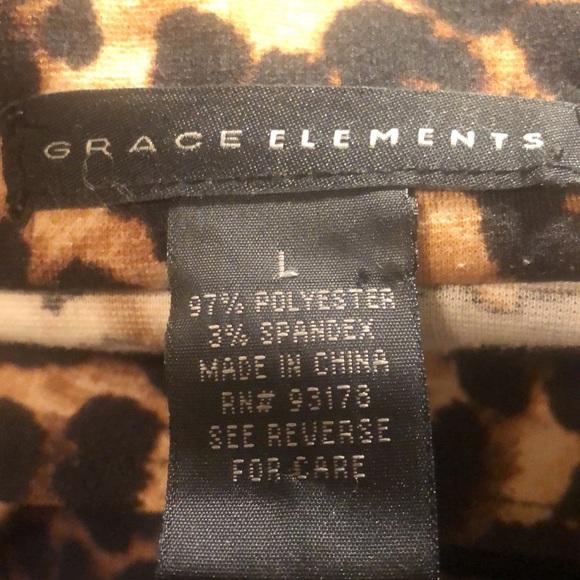 GRACE ELEMENTS
L
97% POLYESTER
3% SPANDEX
MADE IN CHINA
RN# 93178
SEE REVERSE
FOR CARE